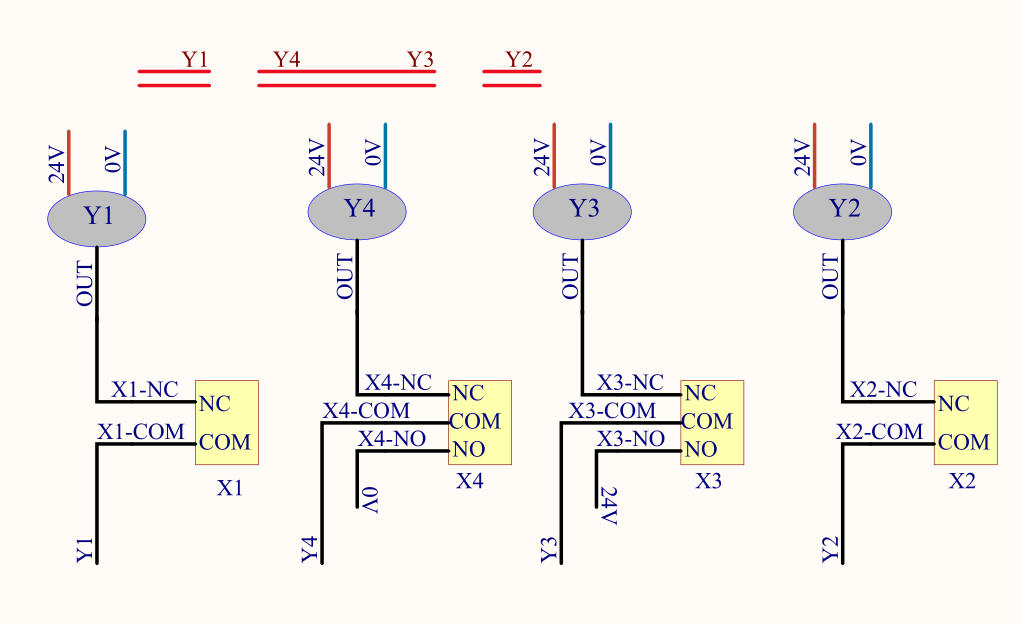 Y1 Y4 Y3 Y2
24V 0V 24V 0V 24V 0V 24V 0V
Y1 Y4 Y3 Y2
OUT OUT OUT OUT
X1-NC X4-NC X3-NC X2-NC
NC NC NC NC
X1-COM X4-COM X3-COM X2-COM
COM COM COM COM
X4-NO X3-NO
NO NO
X1 X4 X3 X2
0V 24V
Y1 Y4 Y3 Y2